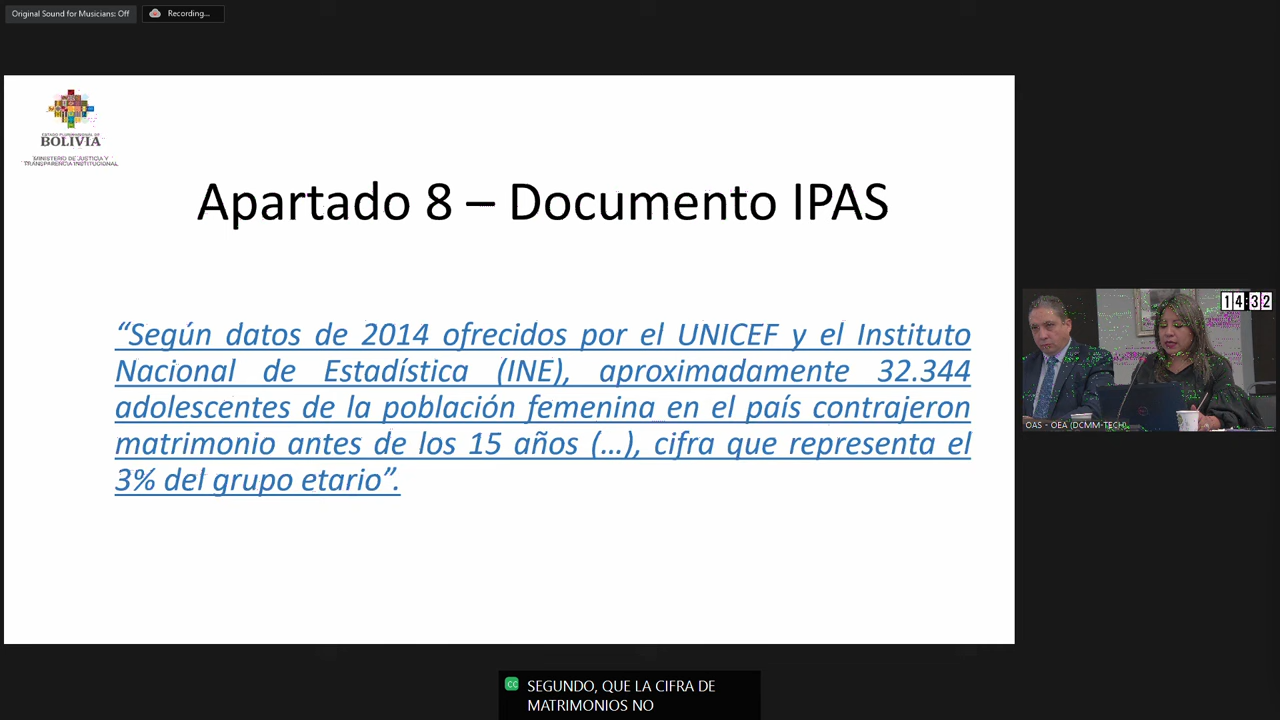 Original Sound for Musicians: Off
Recording...
ESTADO PLURINACIONAL DE
BOLIVIA
MINISTERIO DE JUSTICIA Y
TRANSPARENCIA INSTITUCIONAL
Apartado 8 – Documento IPAS
“Según datos de 2014 ofrecidos por el UNICEF y el Instituto
Nacional de Estadística (INE), aproximadamente 32.344
adolescentes de la población femenina en el país contrajeron
matrimonio antes de los 15 años (...), cifra que representa el
3% del grupo etario”.
14:32
OAS - OEA (DCMM-TECH)
CC SEGUNDO, QUE LA CIFRA DE
MATRIMONIOS NO